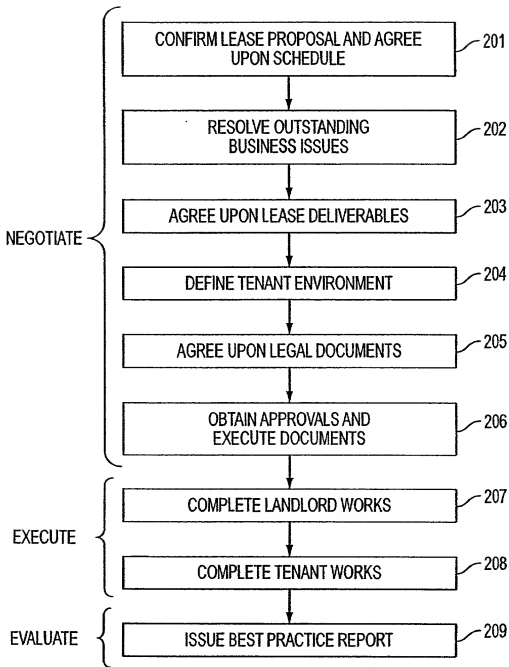 CONFIRM LEASE PROPOSAL AND AGREE
UPON SCHEDULE
201
RESOLVE OUTSTANDING
BUSINESS ISSUES
202
AGREE UPON LEASE DELIVERABLES
203
NEGOTIATE
DEFINE TENANT ENVIRONMENT
204
AGREE UPON LEGAL DOCUMENTS
205
OBTAIN APPROVALS AND
EXECUTE DOCUMENTS
206
COMPLETE LANDLORD WORKS
207
EXECUTE
COMPLETE TENANT WORKS
208
EVALUATE
ISSUE BEST PRACTICE REPORT
209